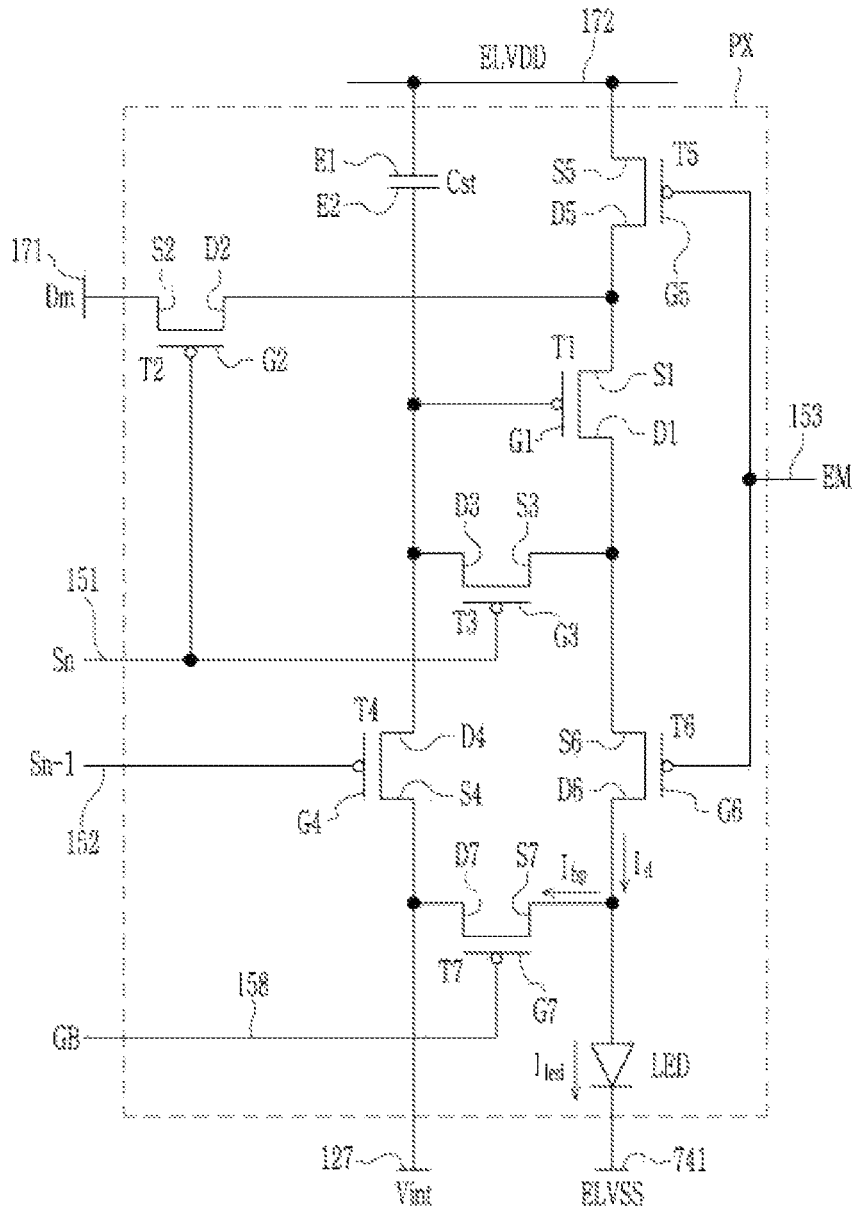 172
ELVDD
PX
E1
Cst
E2
S5
T5
D5
G5
171
S2
D2
Dm
T2
G2
T1
S1
G1
D1
153
EM
D3
S3
151
T3
G3
Sn
T4
D4
S6
T6
Sn-1
S4
D6
G4
G6
152
D7
S7
Ibp
Id
T7
G7
158
GB
Iled
LED
127
741
Vint
ELVSS